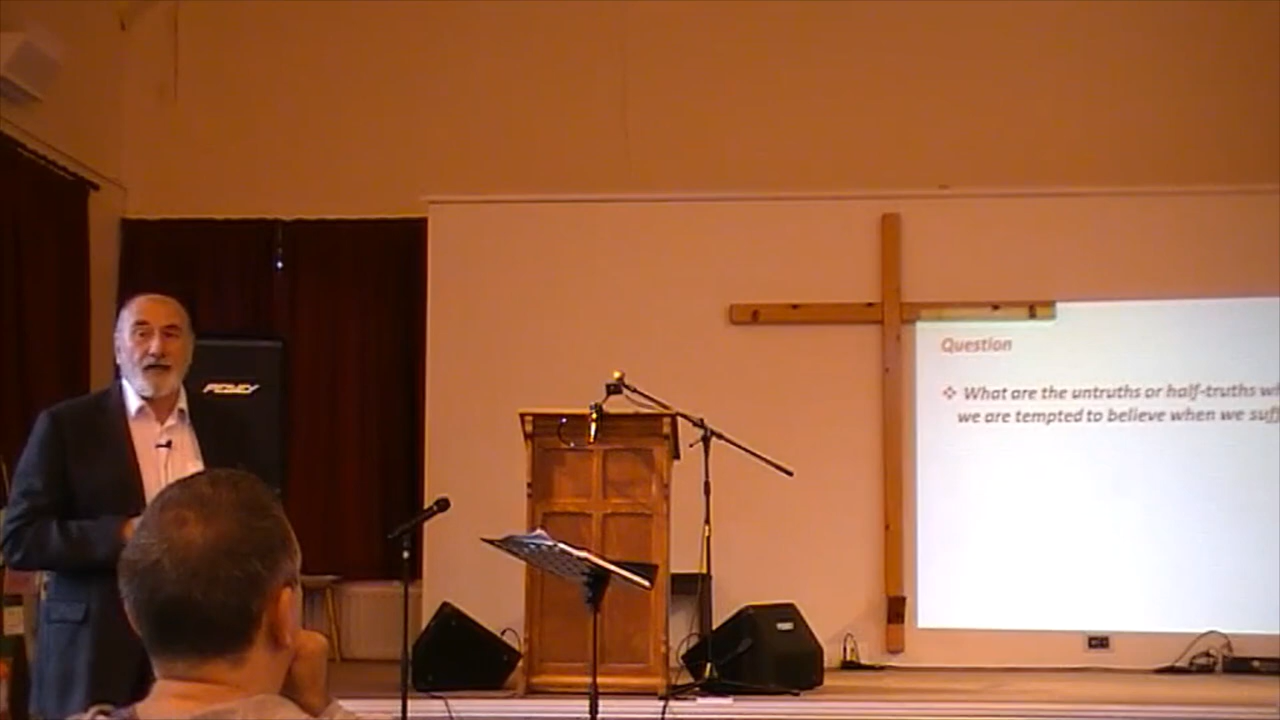 PEAVEY
Question
❖ What are the untruths or half-truths
we are tempted to believe when we